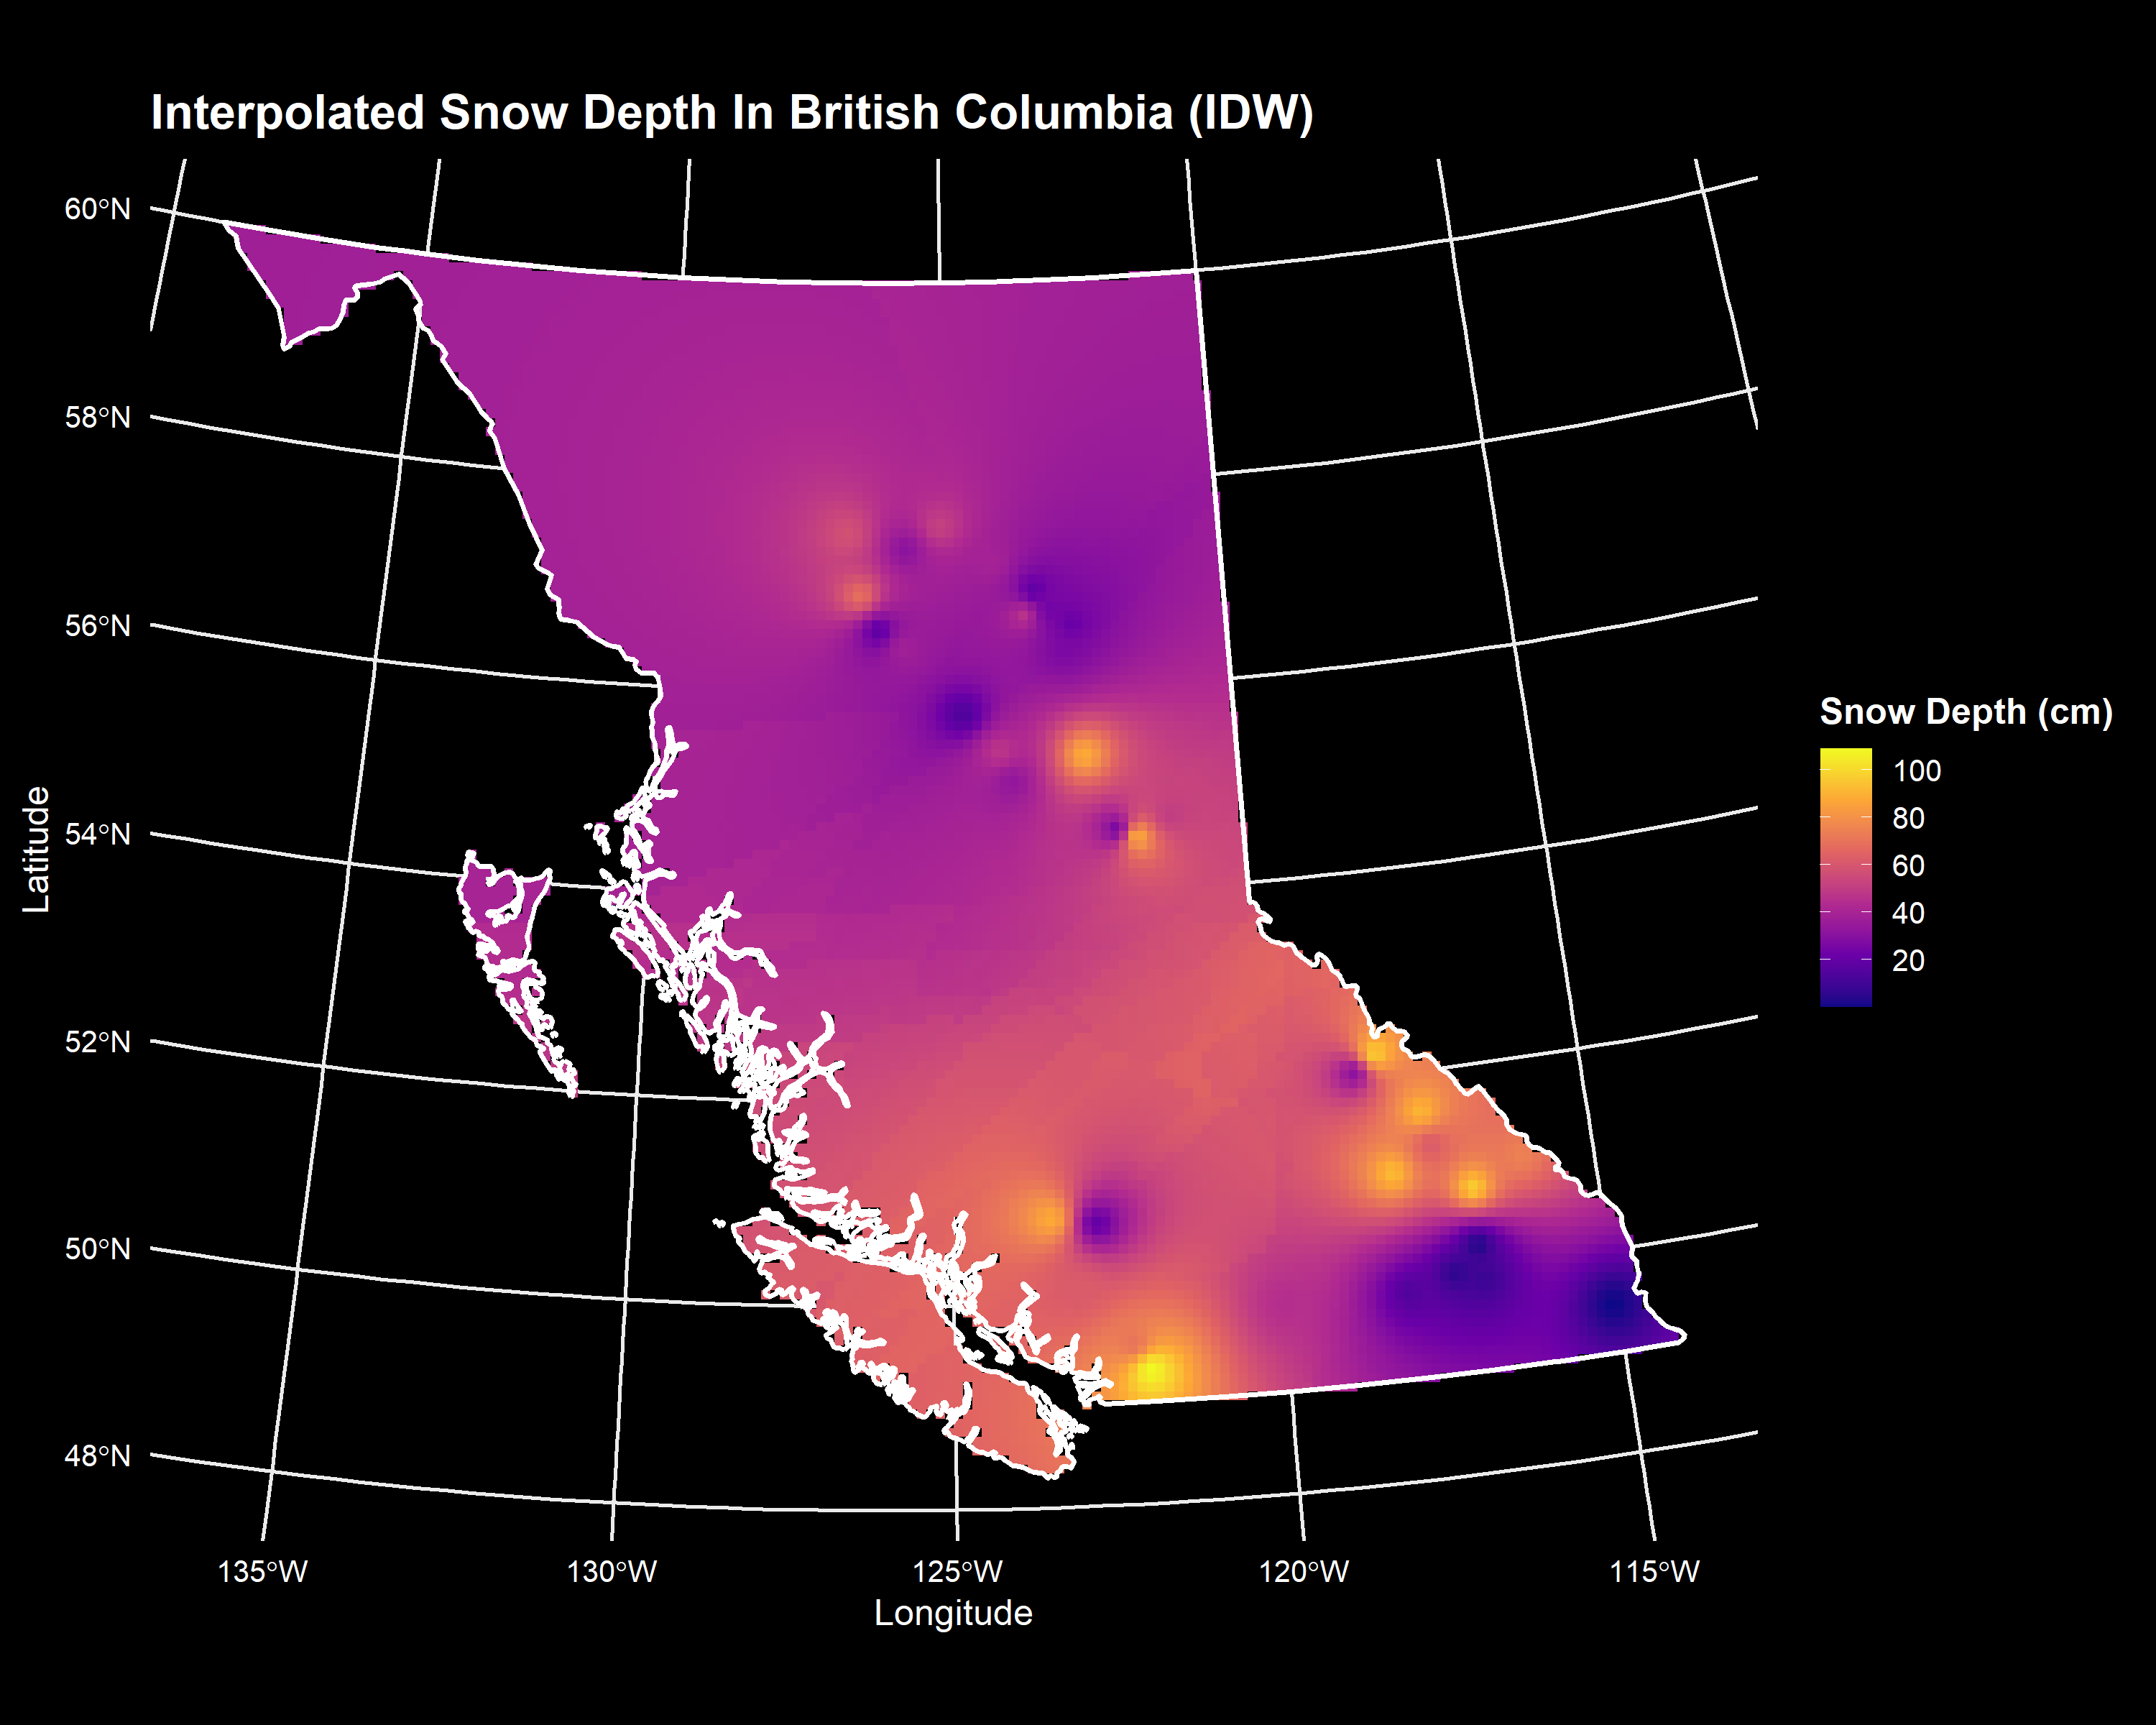 Interpolated Snow Depth In British Columbia (IDW)
60°N
58°N
56°N
54°N
52°N
50°N
48°N
Latitude
135°W
130°W
125°W
120°W
115°W
Longitude
Snow Depth (cm)
100
80
60
40
20